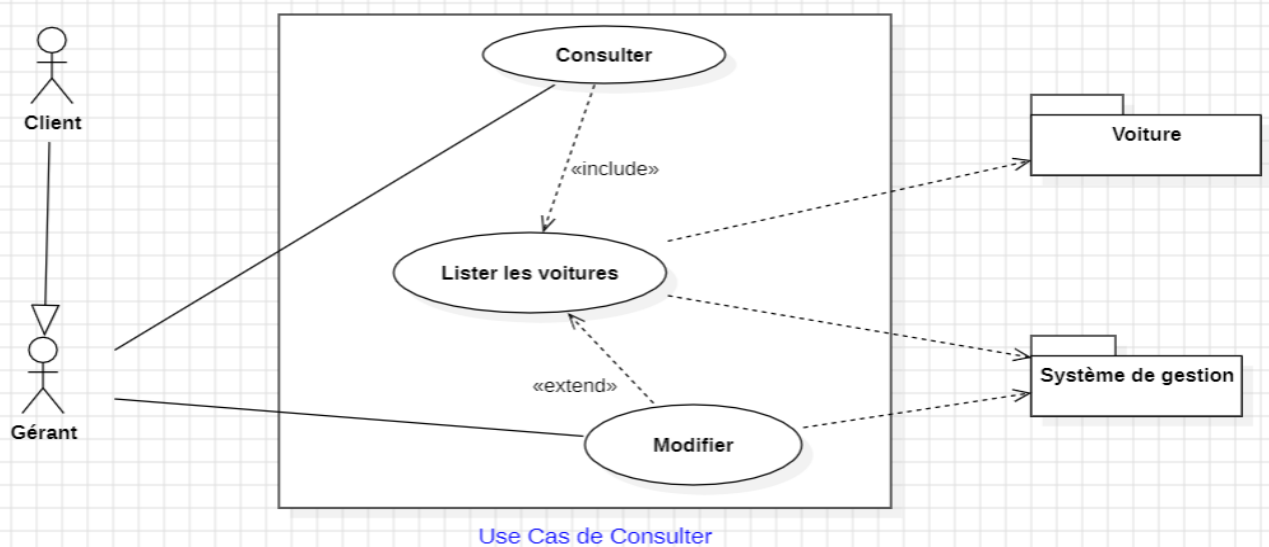 Consulter
Client
Voiture
«include»
Lister les voitures
Système de gestion
«extend»
Gérant
Modifier
Use Cas de Consulter